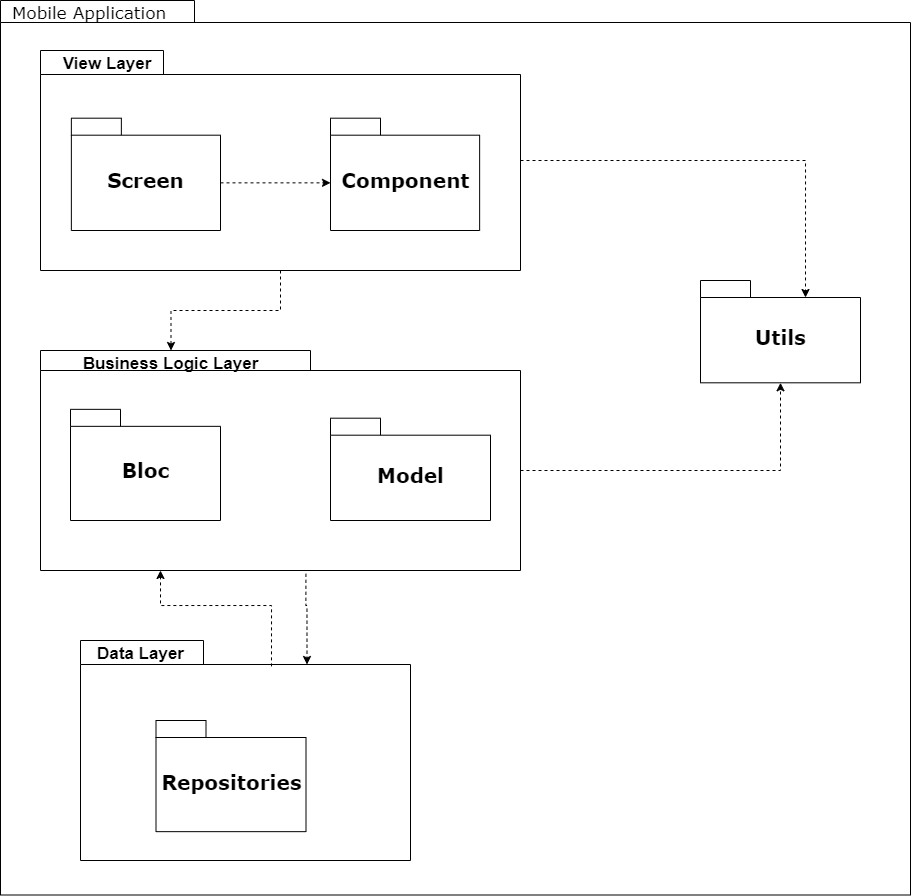 Mobile Application
View Layer
Screen
Component
Utils
Business Logic Layer
Bloc
Model
Data Layer
Repositories